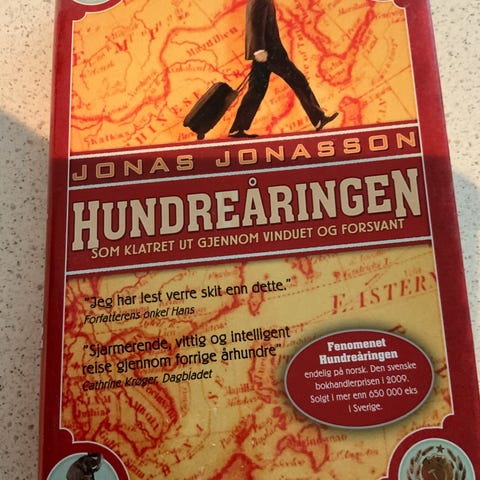 JONAS JONASSON
HUNDREÅRINGEN
SOM KLATRET UT GJENNOM VINDUET OG FORSVANT
"Jeg har lest verre skit enn dette."
Forfatterens onkel Hans
"Sjarmerende, vittig og intelligent
reise gjennom forrige århundre"
Cathrine Krøger, Dagbladet
Fenomenet
Hundreåringen
endelig på norsk. Den svenske
bokhandlerprisen i 2009.
Solgt i mer enn 650 000 eks
i Sverige.
EASTERN